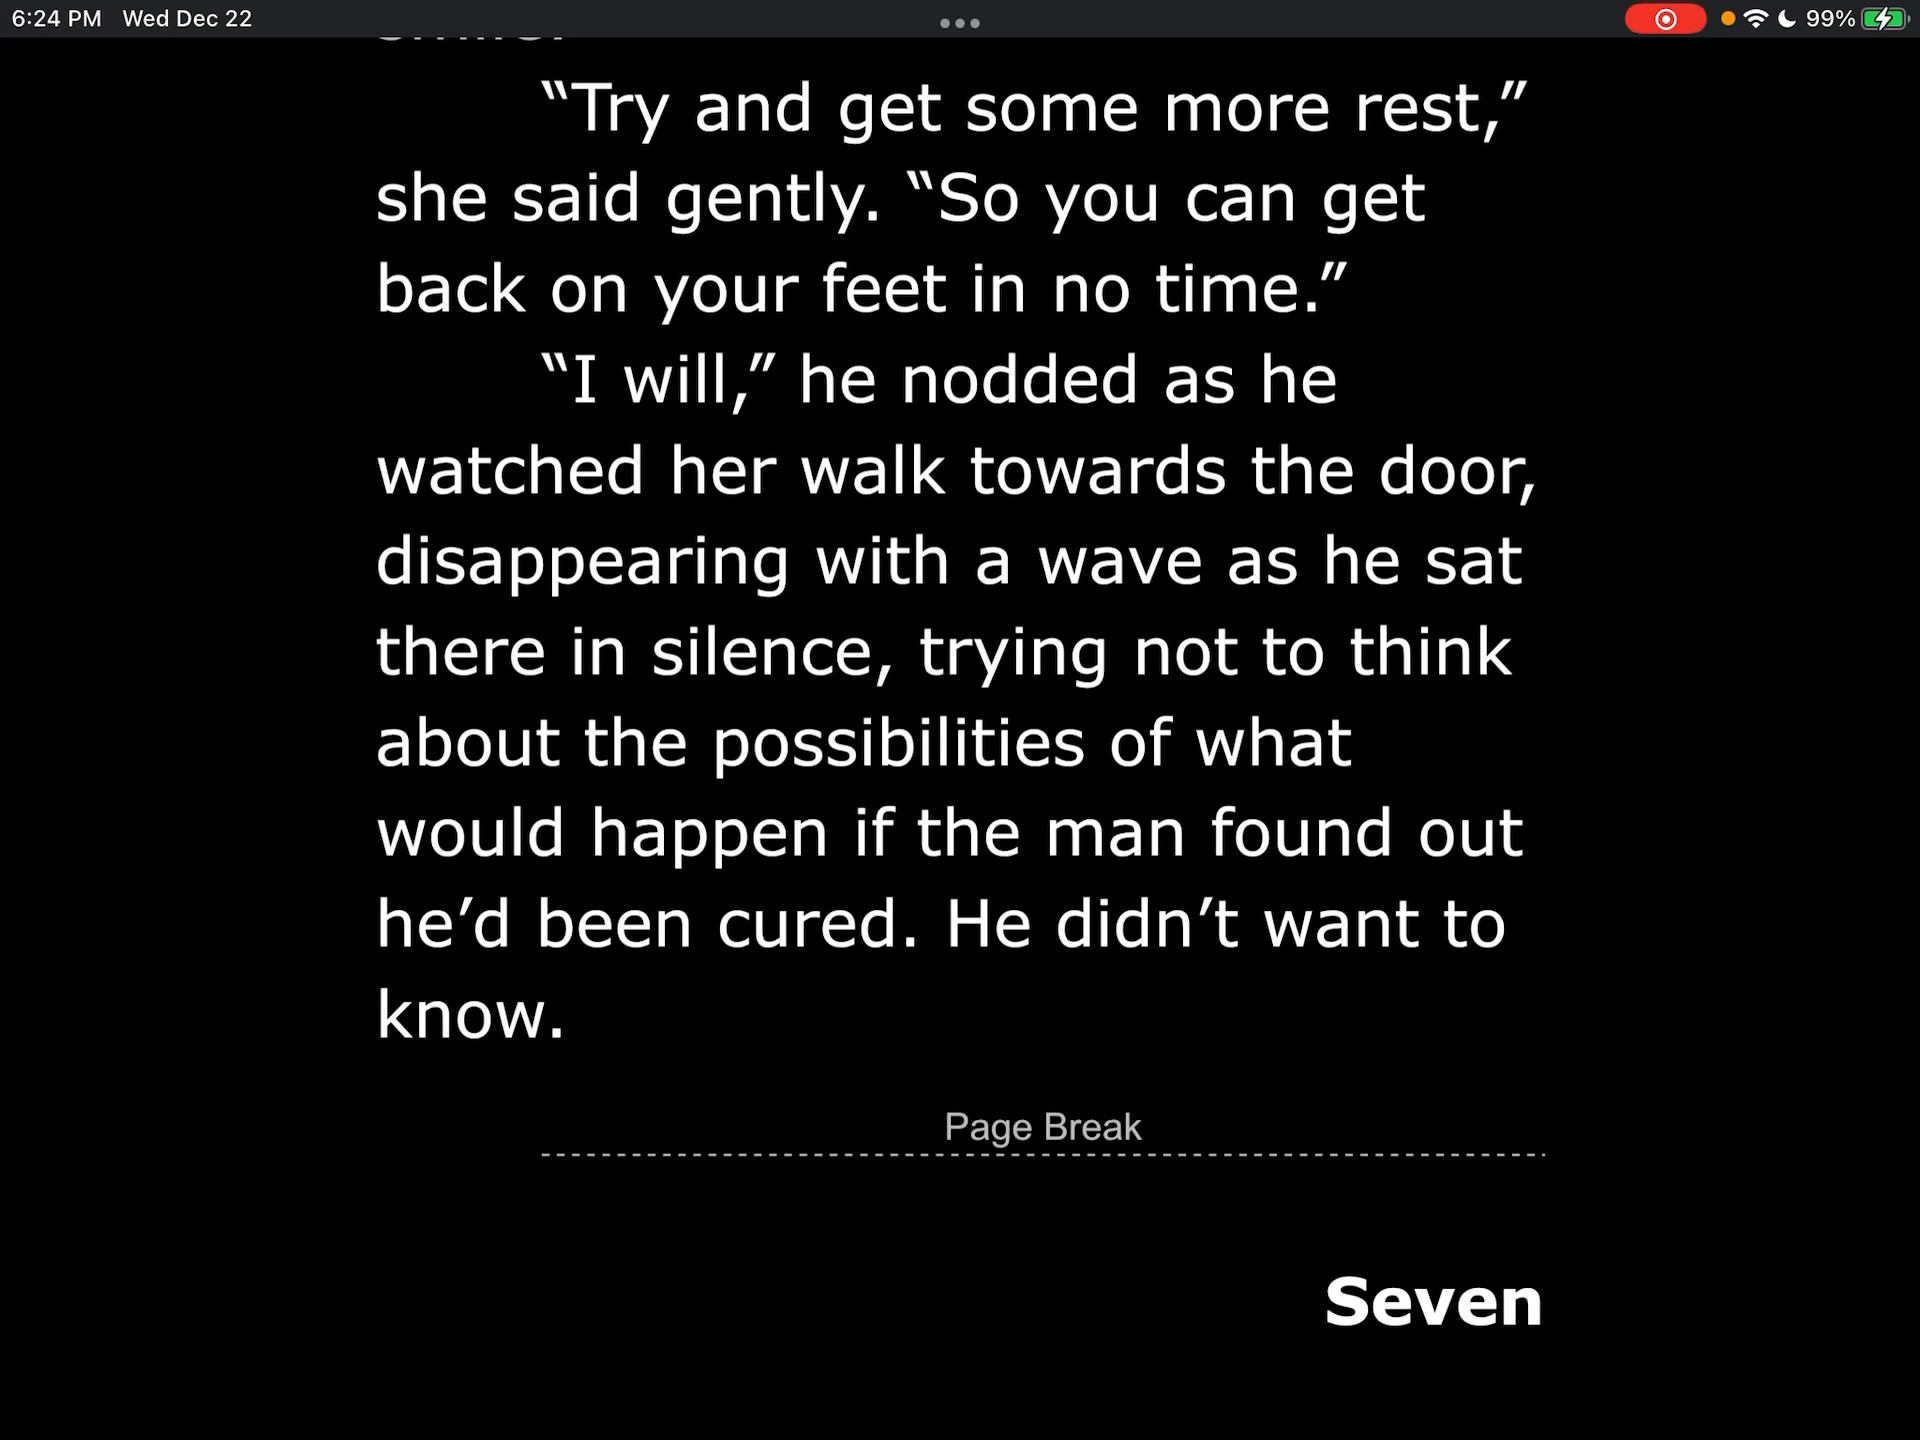 6:24 PM Wed Dec 22
99%
“Try and get some more rest,”
she said gently. “So you can get
back on your feet in no time.”
“I will,” he nodded as he
watched her walk towards the door,
disappearing with a wave as he sat
there in silence, trying not to think
about the possibilities of what
would happen if the man found out
he’d been cured. He didn’t want to
know.
Page Break
Seven